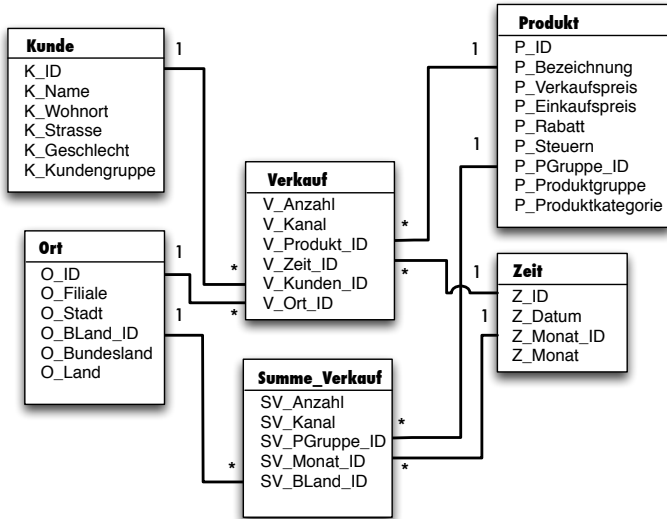 Kunde
K_ID
K_Name
K_Wohnort
K_Strasse
K_Geschlecht
K_Kundengruppe
1
Produkt
P_ID
P_Bezeichnung
P_Verkaufspreis
P_Einkaufspreis
P_Rabatt
P_Steuern
P_PGruppe_ID
P_Produktgruppe
P_Produktkategorie
1
1
Verkauf
V_Anzahl
V_Kanal
V_Produkt_ID
V_Zeit_ID
V_Kunden_ID
V_Ort_ID
*
*
*
*
Ort
O_ID
O_Filiale
O_Stadt
O_BLand_ID
O_Bundesland
O_Land
1
1
Zeit
Z_ID
Z_Datum
Z_Monat_ID
Z_Monat
1
1
Summe_Verkauf
SV_Anzahl
SV_Kanal
SV_PGruppe_ID
SV_Monat_ID
SV_BLand_ID
*
*
*